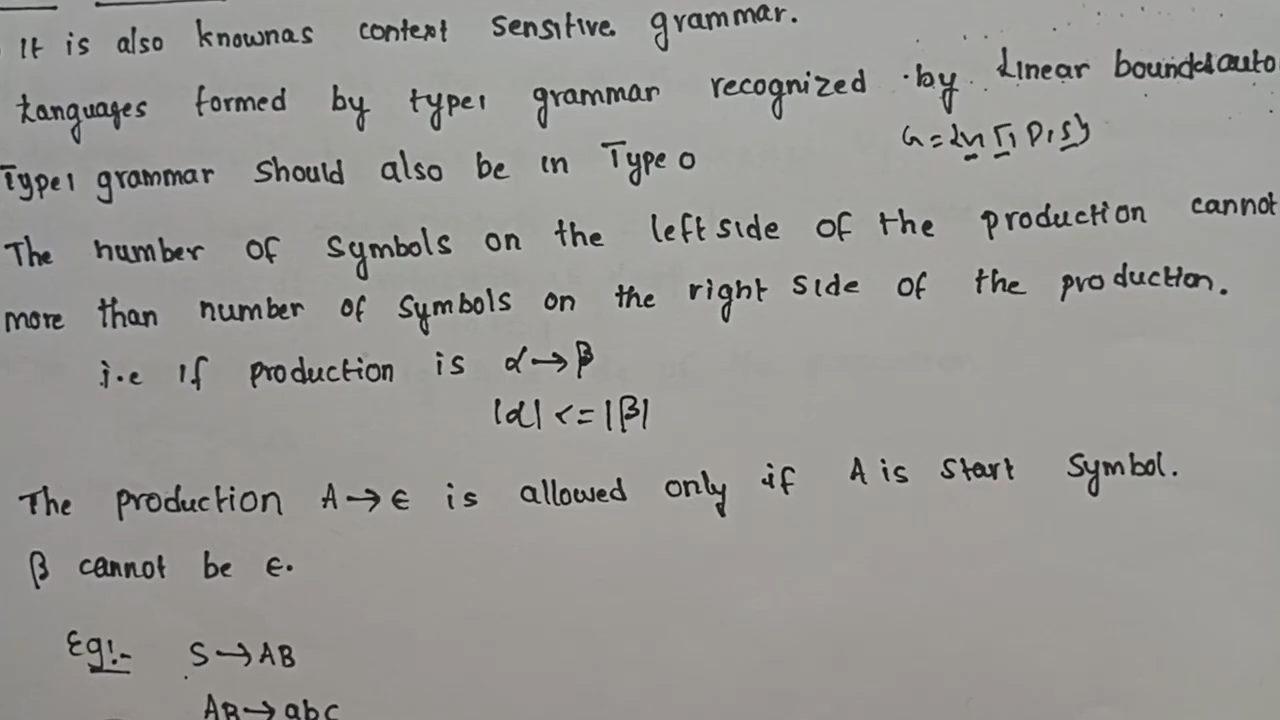 It is also knownas context sensitive grammar.
Languages formed by type1 grammar recognized by Linear boundedauto
G = {V, T, P, S}
Type1 grammar should also be in Type 0
The number of symbols on the left side of the production cannot
more than number of symbols on the right side of the production.
i.e if production is α → β
|α| <= |β|
The production A → ϵ is allowed only if A is start symbol.
β cannot be ϵ.
Eg:-
S → AB
AB → abc